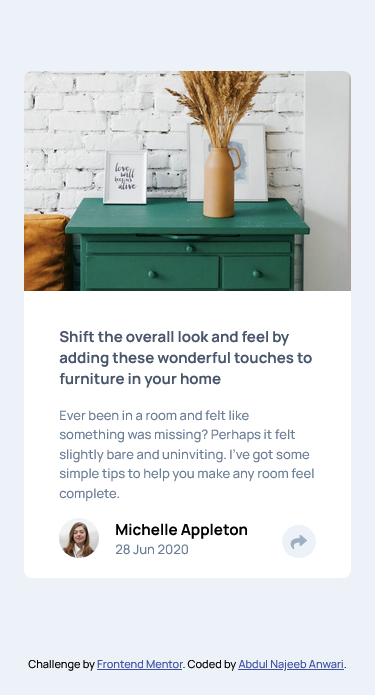 love
will
begins
alive
Shift the overall look and feel by
adding these wonderful touches to
furniture in your home
Ever been in a room and felt like
something was missing? Perhaps it felt
slightly bare and uninviting. I've got some
simple tips to help you make any room feel
complete.
Michelle Appleton
28 Jun 2020
Challenge by Frontend Mentor. Coded by Abdul Najeeb Anwari.